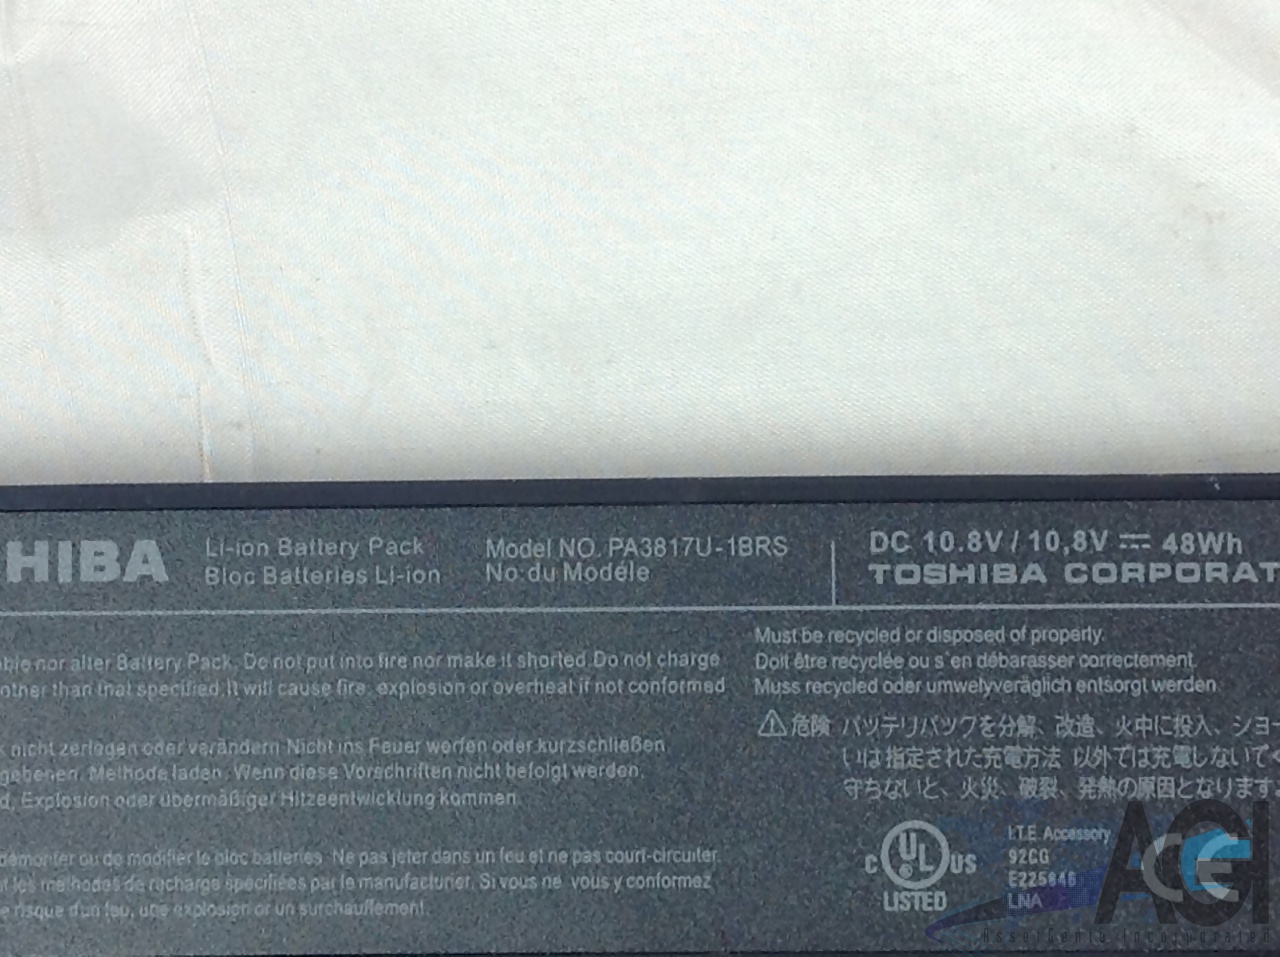 HIBA
Li-ion Battery Pack
Bloc Batteries Li-ion
Model NO. PA3817U-1BRS
No du Modéle
DC 10.8V / 10,8V ⎓ 48Wh
TOSHIBA CORPORAT
ble nor alter Battery Pack. Do not put into fire nor make it shorted. Do not charge
other than that specified. It will cause fire, explosion or overheat if not conformed
nicht zerlegen oder verändern. Nicht ins Feuer werfen oder kurzschließen
gebenen Methode laden. Wenn diese Vorschriften nicht befolgt werden,
Explosion oder übermäßiger Hitzeentwicklung kommen.
démonter ou de modifier le bloc batteries. Ne pas jeter dans un feu et ne pas court-circuiter.
les methodes de recharge specifiées par le manufacturier. Si vous ne vous y conformez
risque d'un feu, une explosion or un surchauffement.
Must be recycled or disposed of properly.
Doit être recyclée ou s'en débarasser correctement.
Muss recycled oder umwelyveräglich entsorgt werden
⚠危険 バッテリパックを分解、改造、火中に投入、ショー
いは指定された充電方法 以外では充電しないでく
守ちないと、火災、破裂、発熱の原因となります。
C UL US
LISTED
I.T.E. Accessory
92CG
E225646
LNA
AGI
AssetGenie Incorporated